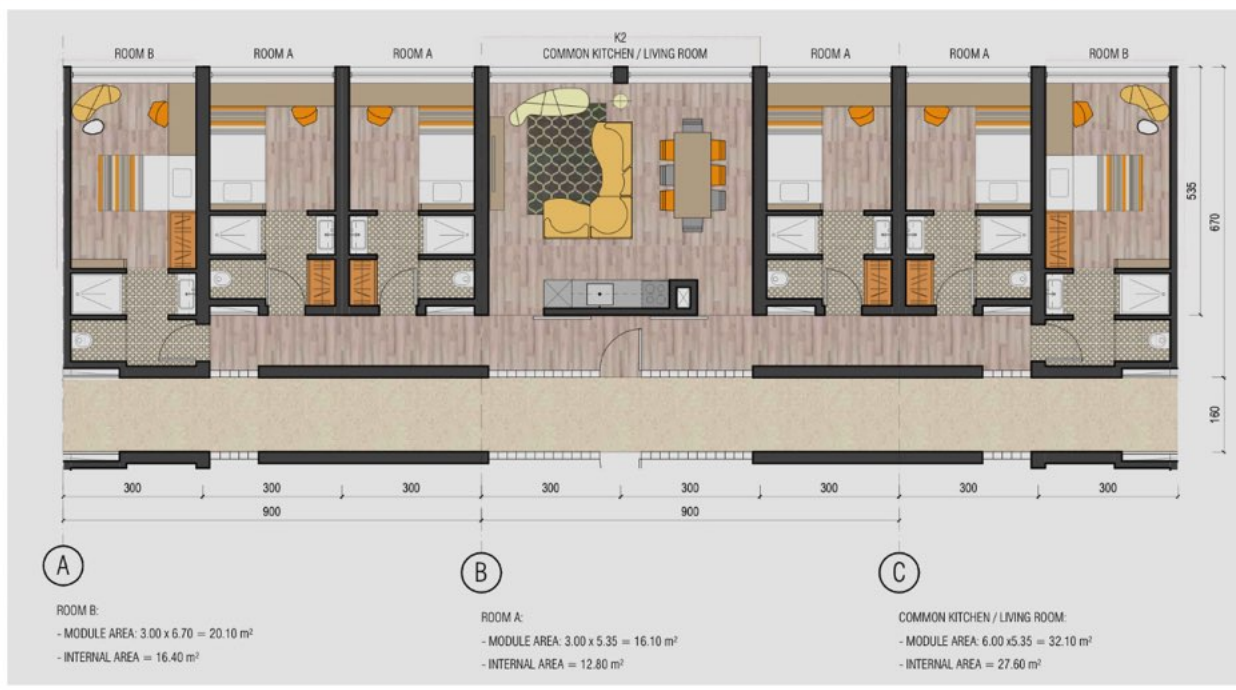 K2
ROOM B
ROOM A
ROOM A
COMMON KITCHEN / LIVING ROOM
ROOM A
ROOM A
ROOM B
535
670
160
300
300
300
300
300
300
300
300
900
900
A
B
C
ROOM B:
- MODULE AREA: 3.00 x 6.70 = 20.10 m²
- INTERNAL AREA = 16.40 m²
ROOM A:
- MODULE AREA: 3.00 x 5.35 = 16.10 m²
- INTERNAL AREA = 12.80 m²
COMMON KITCHEN / LIVING ROOM:
- MODULE AREA: 6.00 x5.35 = 32.10 m²
- INTERNAL AREA = 27.60 m²